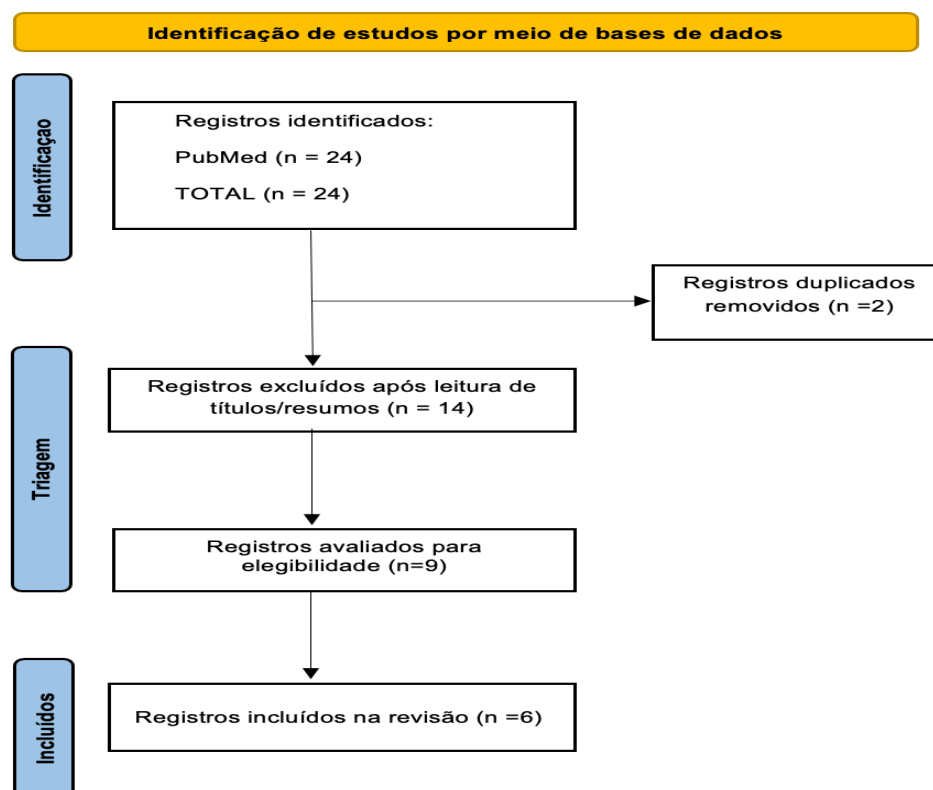 Identificação de estudos por meio de bases de dados
Identificaçao
Registros identificados:
PubMed (n = 24)
TOTAL (n = 24)
Registros duplicados
removidos (n =2)
Triagem
Registros excluídos após leitura de
títulos/resumos (n = 14)
Registros avaliados para
elegibilidade (n=9)
Incluídos
Registros incluídos na revisão (n =6)